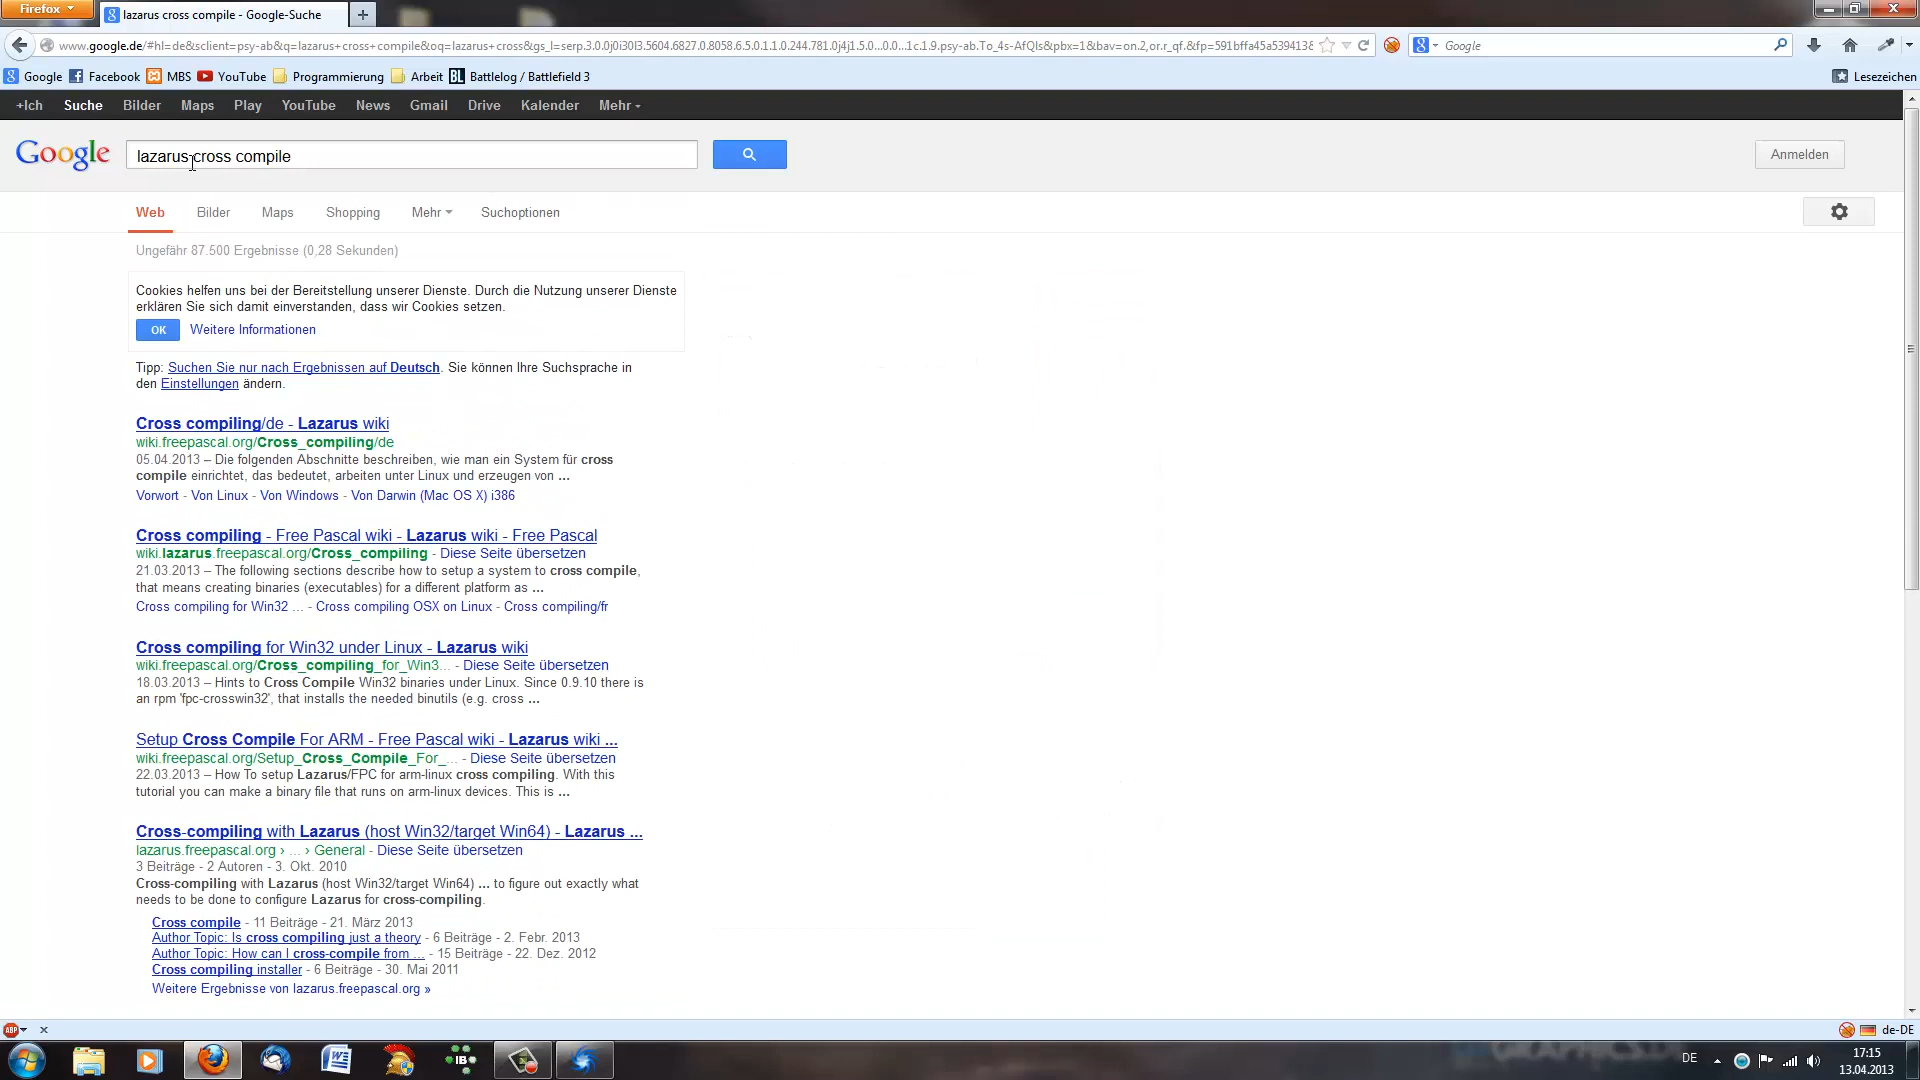 Firefox
lazarus cross compile - Google-Suche
www.google.de/#hl=de&sclient=psy-ab&q=lazarus+cross+compile&oq=lazarus+cross&gs_l=serp.3.0.0j0i30l3.5604.6827.0.8058.6.5.0.1.1.0.244.781.0j4j1.5.0...0.0...1c.1.9.psy-ab.To_4s-AfQIs&pbx=1&bav=on.2,or.r_qf.&fp=591bffa45a539413&
Google
Google Facebook MBS YouTube Programmierung Arbeit Battlelog / Battlefield 3 Lesezeichen
+Ich Suche Bilder Maps Play YouTube News Gmail Drive Kalender Mehr
Google lazarus cross compile Anmelden
Web Bilder Maps Shopping Mehr Suchoptionen
Ungefähr 87.500 Ergebnisse (0,28 Sekunden)
Cookies helfen uns bei der Bereitstellung unserer Dienste. Durch die Nutzung unserer Dienste
erklären Sie sich damit einverstanden, dass wir Cookies setzen.
OK Weitere Informationen
Tipp: Suchen Sie nur nach Ergebnissen auf Deutsch. Sie können Ihre Suchsprache in
den Einstellungen ändern.
Cross compiling/de - Lazarus wiki
wiki.freepascal.org/Cross_compiling/de
05.04.2013 – Die folgenden Abschnitte beschreiben, wie man ein System für cross
compile einrichtet, das bedeutet, arbeiten unter Linux und erzeugen von ...
Vorwort - Von Linux - Von Windows - Von Darwin (Mac OS X) i386
Cross compiling - Free Pascal wiki - Lazarus wiki - Free Pascal
wiki.lazarus.freepascal.org/Cross_compiling - Diese Seite übersetzen
21.03.2013 – The following sections describe how to setup a system to cross compile,
that means creating binaries (executables) for a different platform as ...
Cross compiling for Win32 ... - Cross compiling OSX on Linux - Cross compiling/fr
Cross compiling for Win32 under Linux - Lazarus wiki
wiki.freepascal.org/Cross_compiling_for_Win3... - Diese Seite übersetzen
18.03.2013 – Hints to Cross Compile Win32 binaries under Linux. Since 0.9.10 there is
an rpm 'fpc-crosswin32', that installs the needed binutils (e.g. cross ...
Setup Cross Compile For ARM - Free Pascal wiki - Lazarus wiki ...
wiki.freepascal.org/Setup_Cross_Compile_For_... - Diese Seite übersetzen
22.03.2013 – How To setup Lazarus/FPC for arm-linux cross compiling. With this
tutorial you can make a binary file that runs on arm-linux devices. This is ...
Cross-compiling with Lazarus (host Win32/target Win64) - Lazarus ...
lazarus.freepascal.org › ... › General - Diese Seite übersetzen
3 Beiträge - 2 Autoren - 3. Okt. 2010
Cross-compiling with Lazarus (host Win32/target Win64) ... to figure out exactly what
needs to be done to configure Lazarus for cross-compiling.
Cross compile - 11 Beiträge - 21. März 2013
Author Topic: Is cross compiling just a theory - 6 Beiträge - 2. Febr. 2013
Author Topic: How can I cross-compile from ... - 15 Beiträge - 22. Dez. 2012
Cross compiling installer - 6 Beiträge - 30. Mai 2011
Weitere Ergebnisse von lazarus.freepascal.org »
ABP de-DE
IB
DE 17:15
13.04.2013